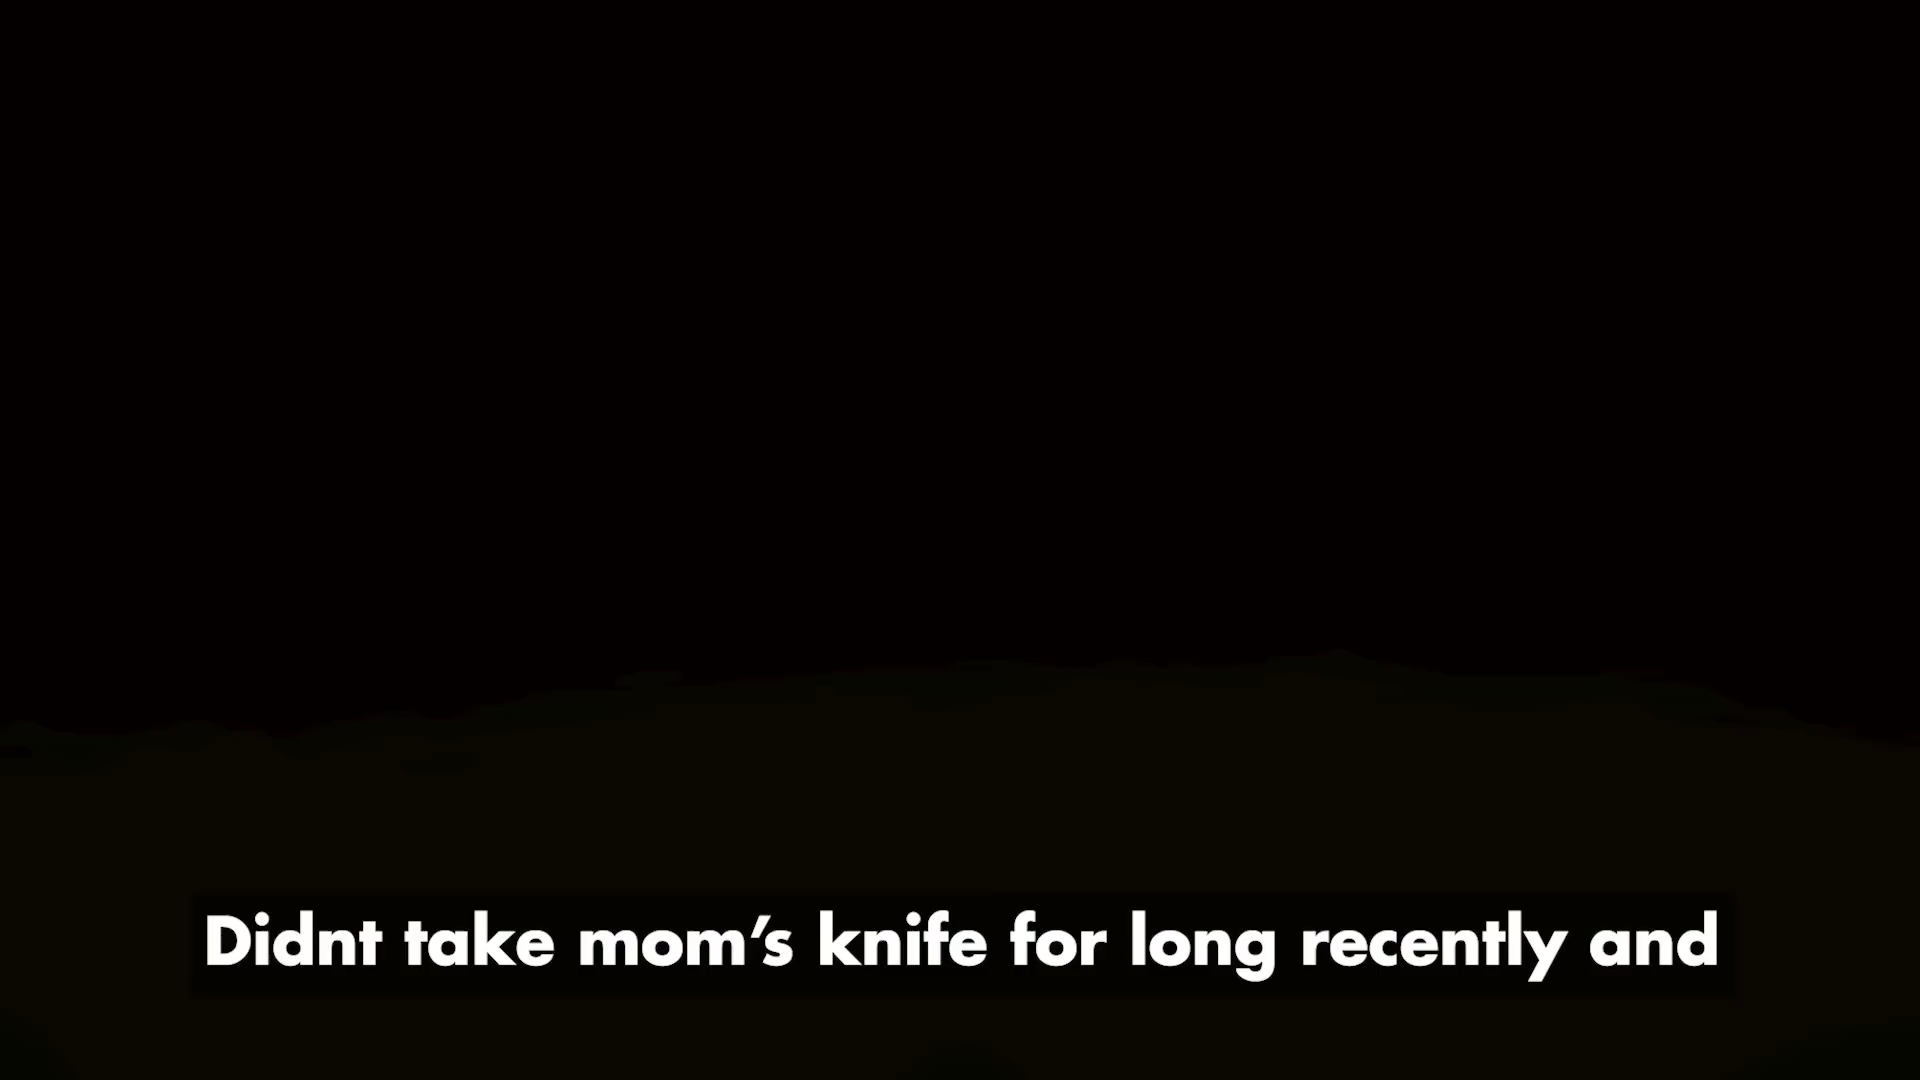 Didnt take mom’s knife for long recently and